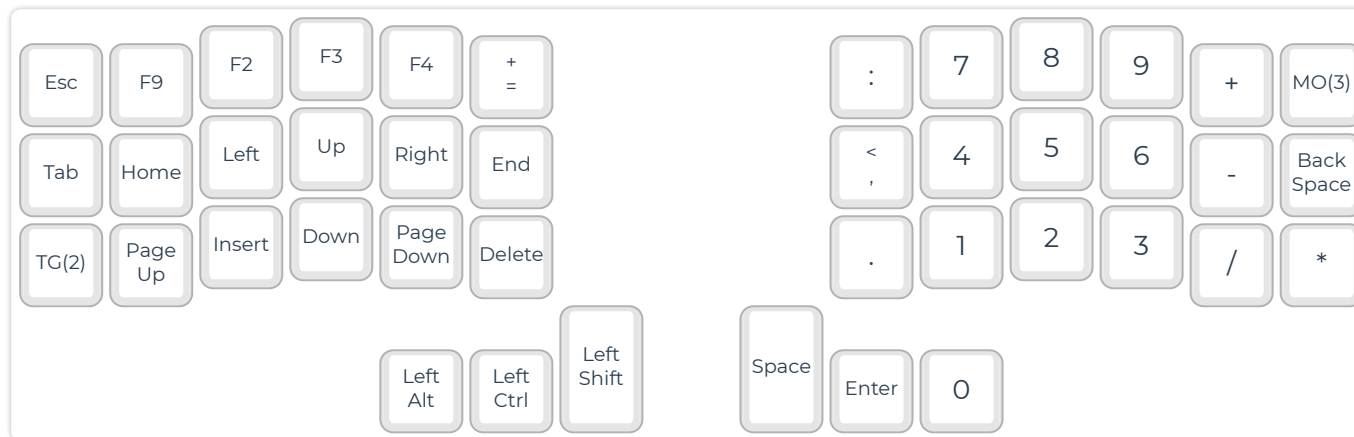 Esc
F9
F2
F3
F4
+
=
:
7
8
9
+
MO(3)
Tab
Home
Left
Up
Right
End
<
,
4
5
6
-
Back
Space
TG(2)
Page
Up
Insert
Down
Page
Down
Delete
.
1
2
3
/
*
Left
Alt
Left
Ctrl
Left
Shift
Space
Enter
0